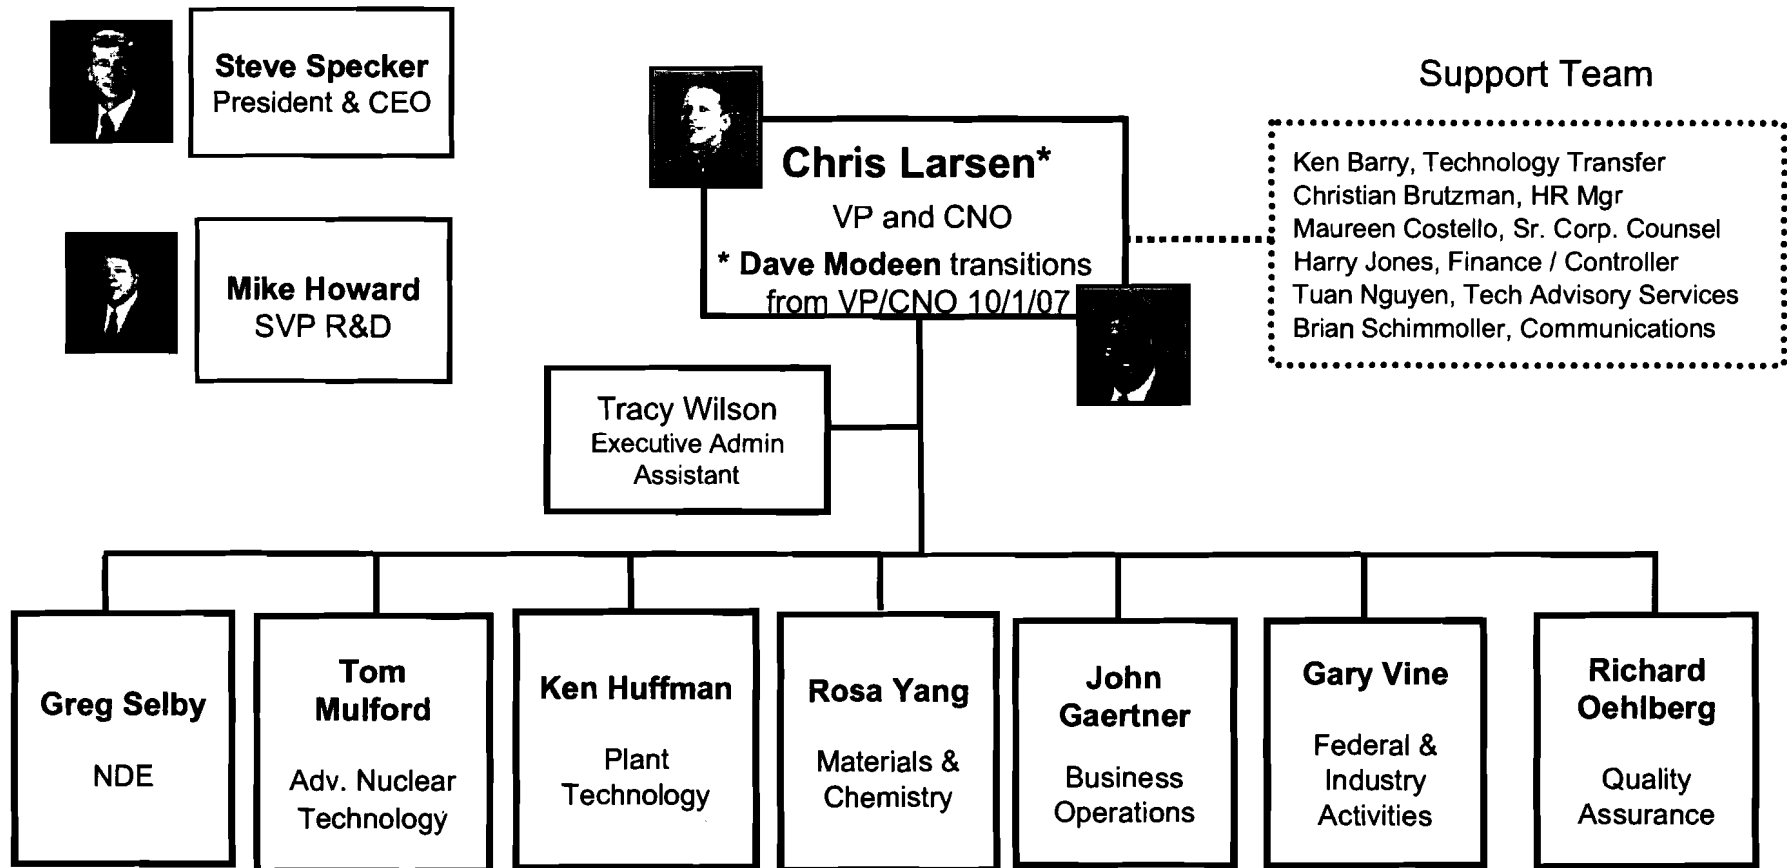 Steve Specker
President & CEO
Mike Howard
SVP R&D
Chris Larsen*
VP and CNO
* Dave Modeen transitions
from VP/CNO 10/1/07
Support Team
Ken Barry, Technology Transfer
Christian Brutzman, HR Mgr
Maureen Costello, Sr. Corp. Counsel
Harry Jones, Finance / Controller
Tuan Nguyen, Tech Advisory Services
Brian Schimmoller, Communications
Tracy Wilson
Executive Admin
Assistant
Greg Selby
NDE
Tom
Mulford
Adv. Nuclear
Technology
Ken Huffman
Plant
Technology
Rosa Yang
Materials &
Chemistry
John
Gaertner
Business
Operations
Gary Vine
Federal &
Industry
Activities
Richard
Oehlberg
Quality
Assurance